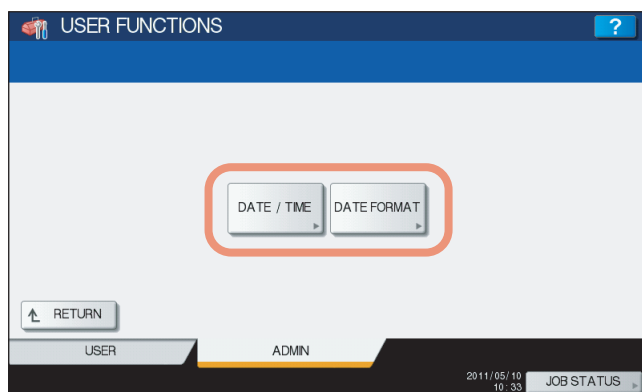 USER FUNCTIONS
?
DATE / TIME
DATE FORMAT
RETURN
USER
ADMIN
2011/05/10
10:33
JOB STATUS